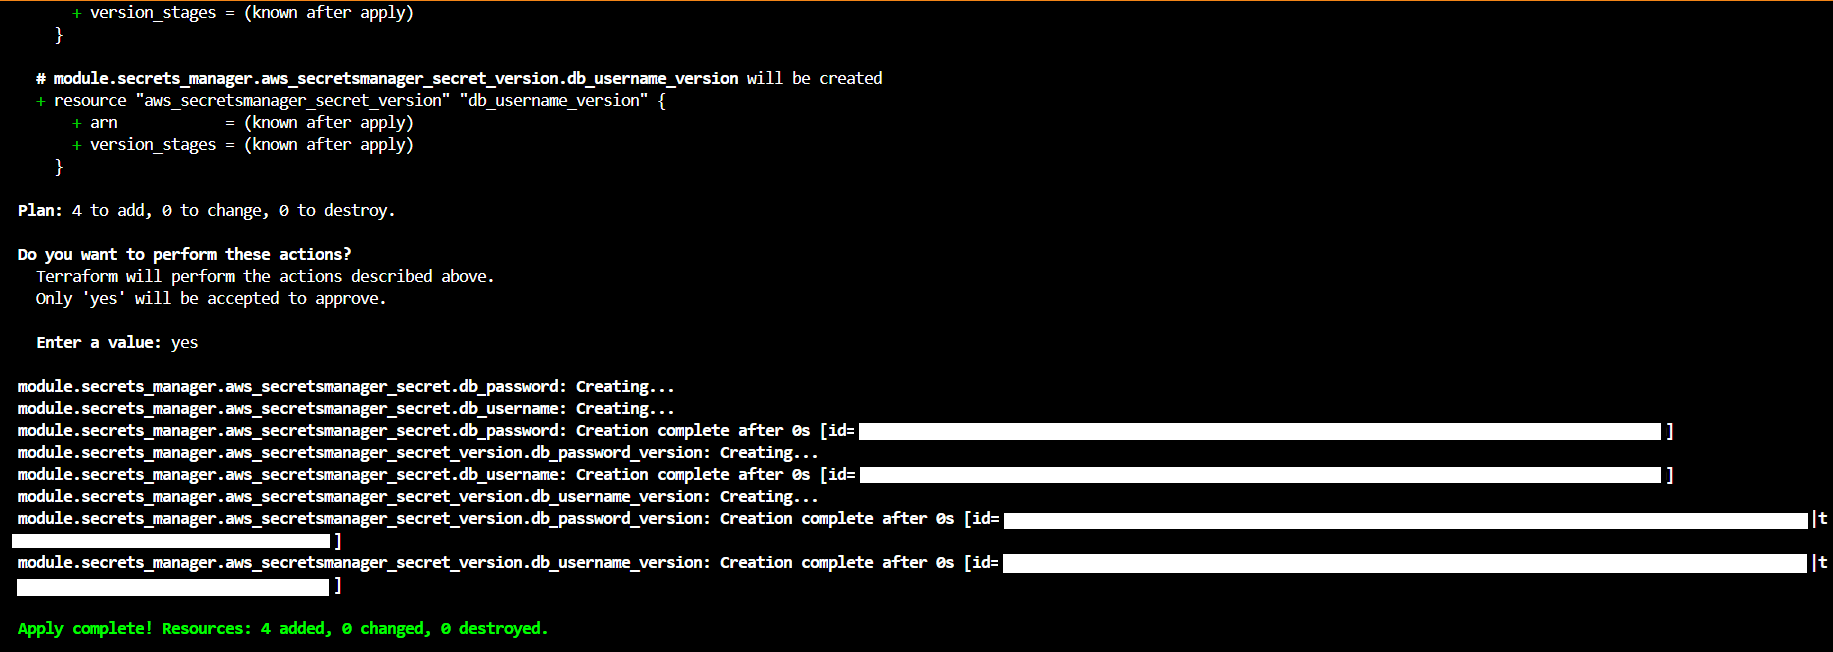 + version_stages = (known after apply)
}
# module.secrets_manager.aws_secretsmanager_secret_version.db_username_version will be created
+ resource "aws_secretsmanager_secret_version" "db_username_version" {
+ arn            = (known after apply)
+ version_stages = (known after apply)
}
Plan: 4 to add, 0 to change, 0 to destroy.
Do you want to perform these actions?
Terraform will perform the actions described above.
Only 'yes' will be accepted to approve.
Enter a value: yes
module.secrets_manager.aws_secretsmanager_secret.db_password: Creating...
module.secrets_manager.aws_secretsmanager_secret.db_username: Creating...
module.secrets_manager.aws_secretsmanager_secret.db_password: Creation complete after 0s [id= ]
module.secrets_manager.aws_secretsmanager_secret_version.db_password_version: Creating...
module.secrets_manager.aws_secretsmanager_secret.db_username: Creation complete after 0s [id= ]
module.secrets_manager.aws_secretsmanager_secret_version.db_username_version: Creating...
module.secrets_manager.aws_secretsmanager_secret_version.db_password_version: Creation complete after 0s [id= |t
]
module.secrets_manager.aws_secretsmanager_secret_version.db_username_version: Creation complete after 0s [id= |t
]
Apply complete! Resources: 4 added, 0 changed, 0 destroyed.